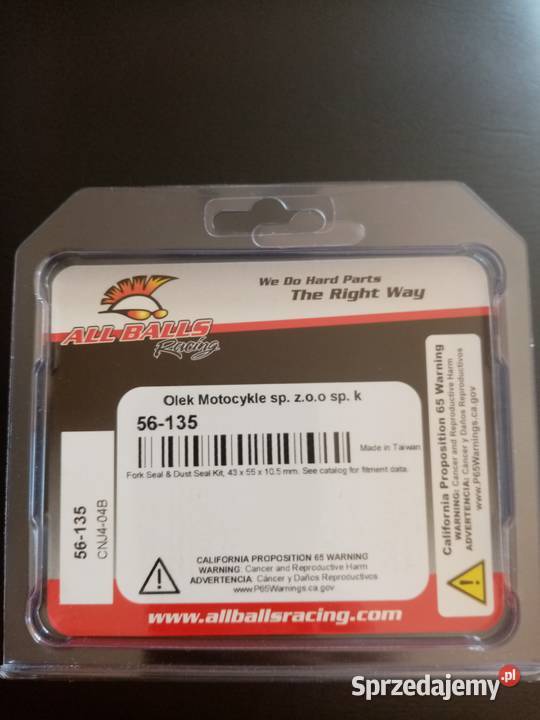 We Do Hard Parts
The Right Way
ALL BALLS
Racing
Olek Motocykle sp. z.o.o sp. k
56-135
Made in Taiwan
Fork Seal & Dust Seal Kit, 43 x 55 x 10.5 mm. See catalog for fitment data.
56-135
CNJ4-04B
CALIFORNIA PROPOSITION 65 WARNING
WARNING: Cancer and Reproductive Harm
ADVERTENCIA: Cáncer y Daños Reproductivos
www.P65Warnings.ca.gov
California Proposition 65 Warning
WARNING: Cancer and Reproductive Harm
ADVERTENCIA: Cáncer y Daños Reproductivos
www.P65Warnings.ca.gov
www.allballsracing.com
Sprzedajemy.pl